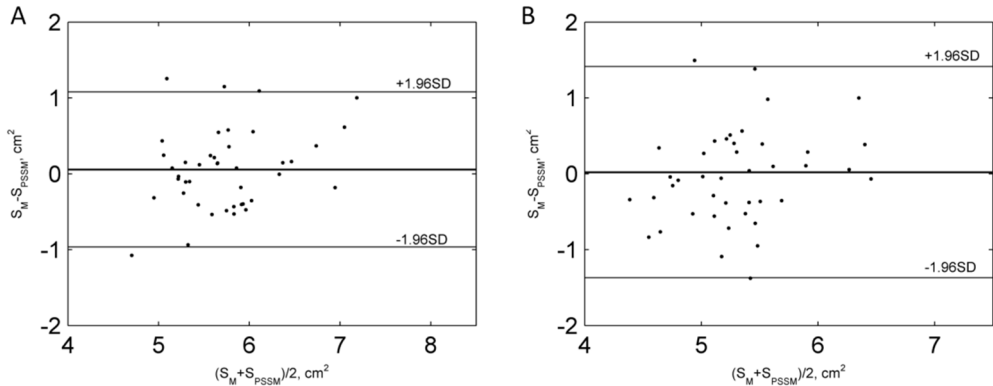 A
2
1
0
-1
-2
+1.96SD
-1.96SD
4 5 6 7 8
S_M-S_PSSM, cm²
(S_M+S_PSSM)/2, cm²
B
2
1
0
-1
-2
+1.96SD
-1.96SD
4 5 6 7
S_M-S_PSSM, cm²
(S_M+S_PSSM)/2, cm²